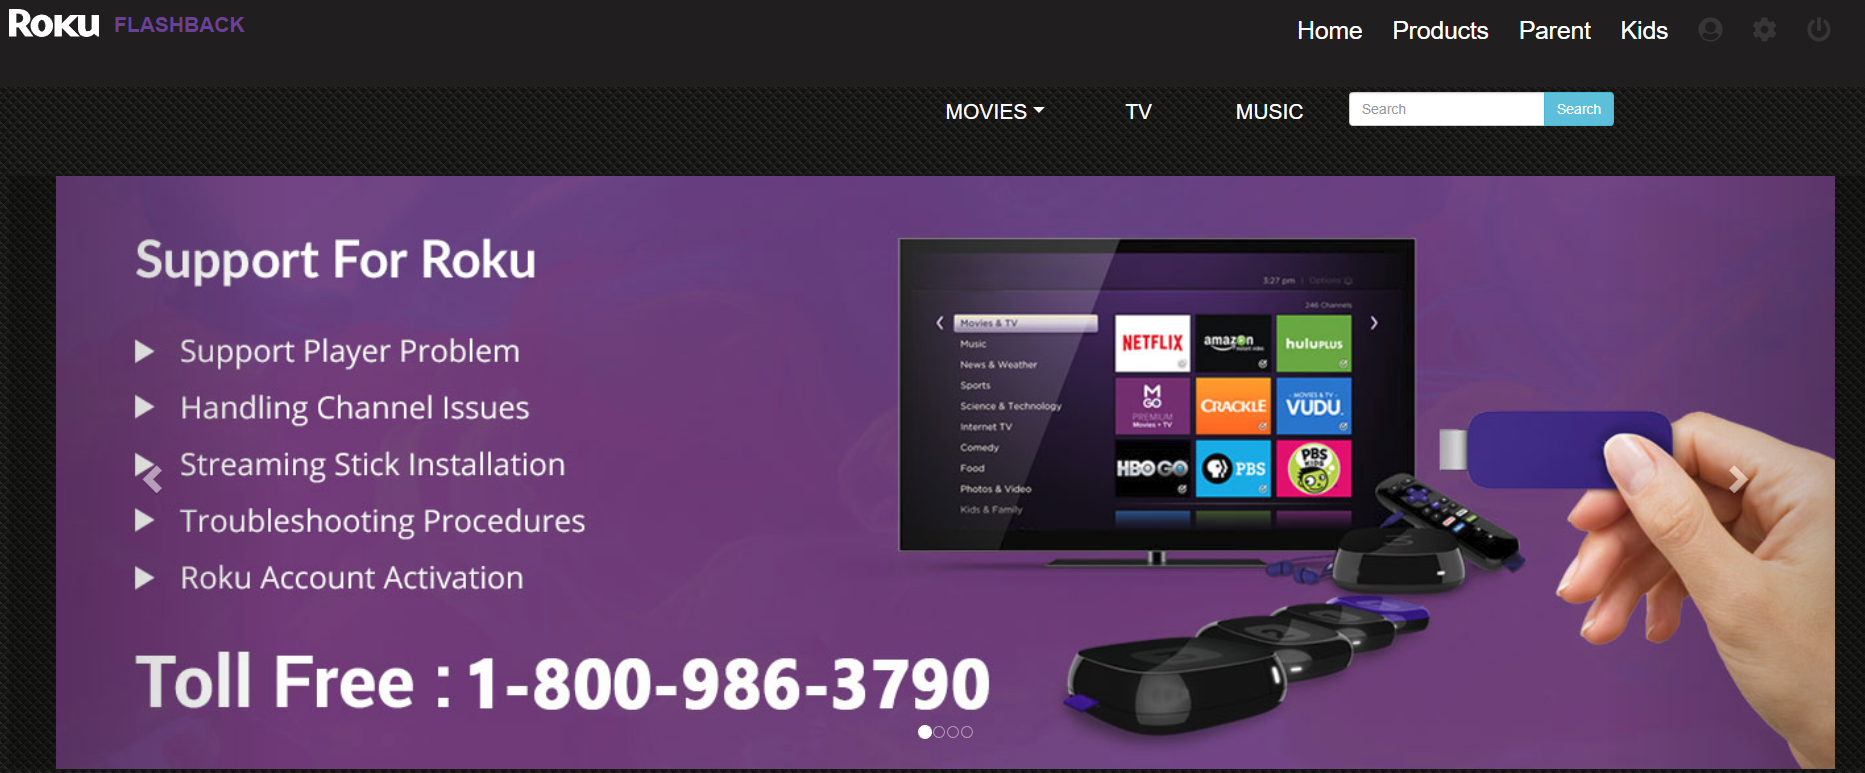 ROKU FLASHBACK
Home Products Parent Kids
MOVIES TV MUSIC Search Search
Support For Roku
Support Player Problem
Handling Channel Issues
Streaming Stick Installation
Troubleshooting Procedures
Roku Account Activation
Toll Free : 1-800-986-3790
3:27 pm | Options
246 Channels
Movies & TV
Music
News & Weather
Sports
Science & Technology
Internet TV
Comedy
Food
Photos & Video
Kids & Family
NETFLIX amazon instant video huluPLUS
M GO PREMIUM Movies + TV
CRACKLE
MOVIES & TV VUDU
HBO GO PBS PBS KIDS